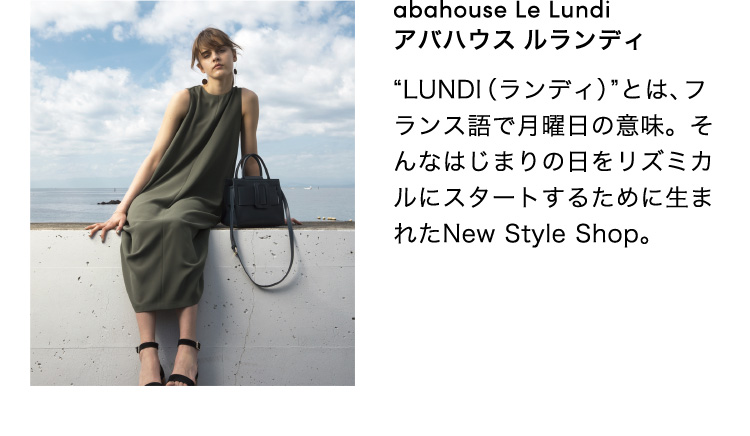 abahouse Le Lundi
アバハウス ルランディ
“LUNDI（ランディ）”とは、フ
ランス語で月曜日の意味。そ
んなはじまりの日をリズミカ
ルにスタートするために生ま
れたNew Style Shop。